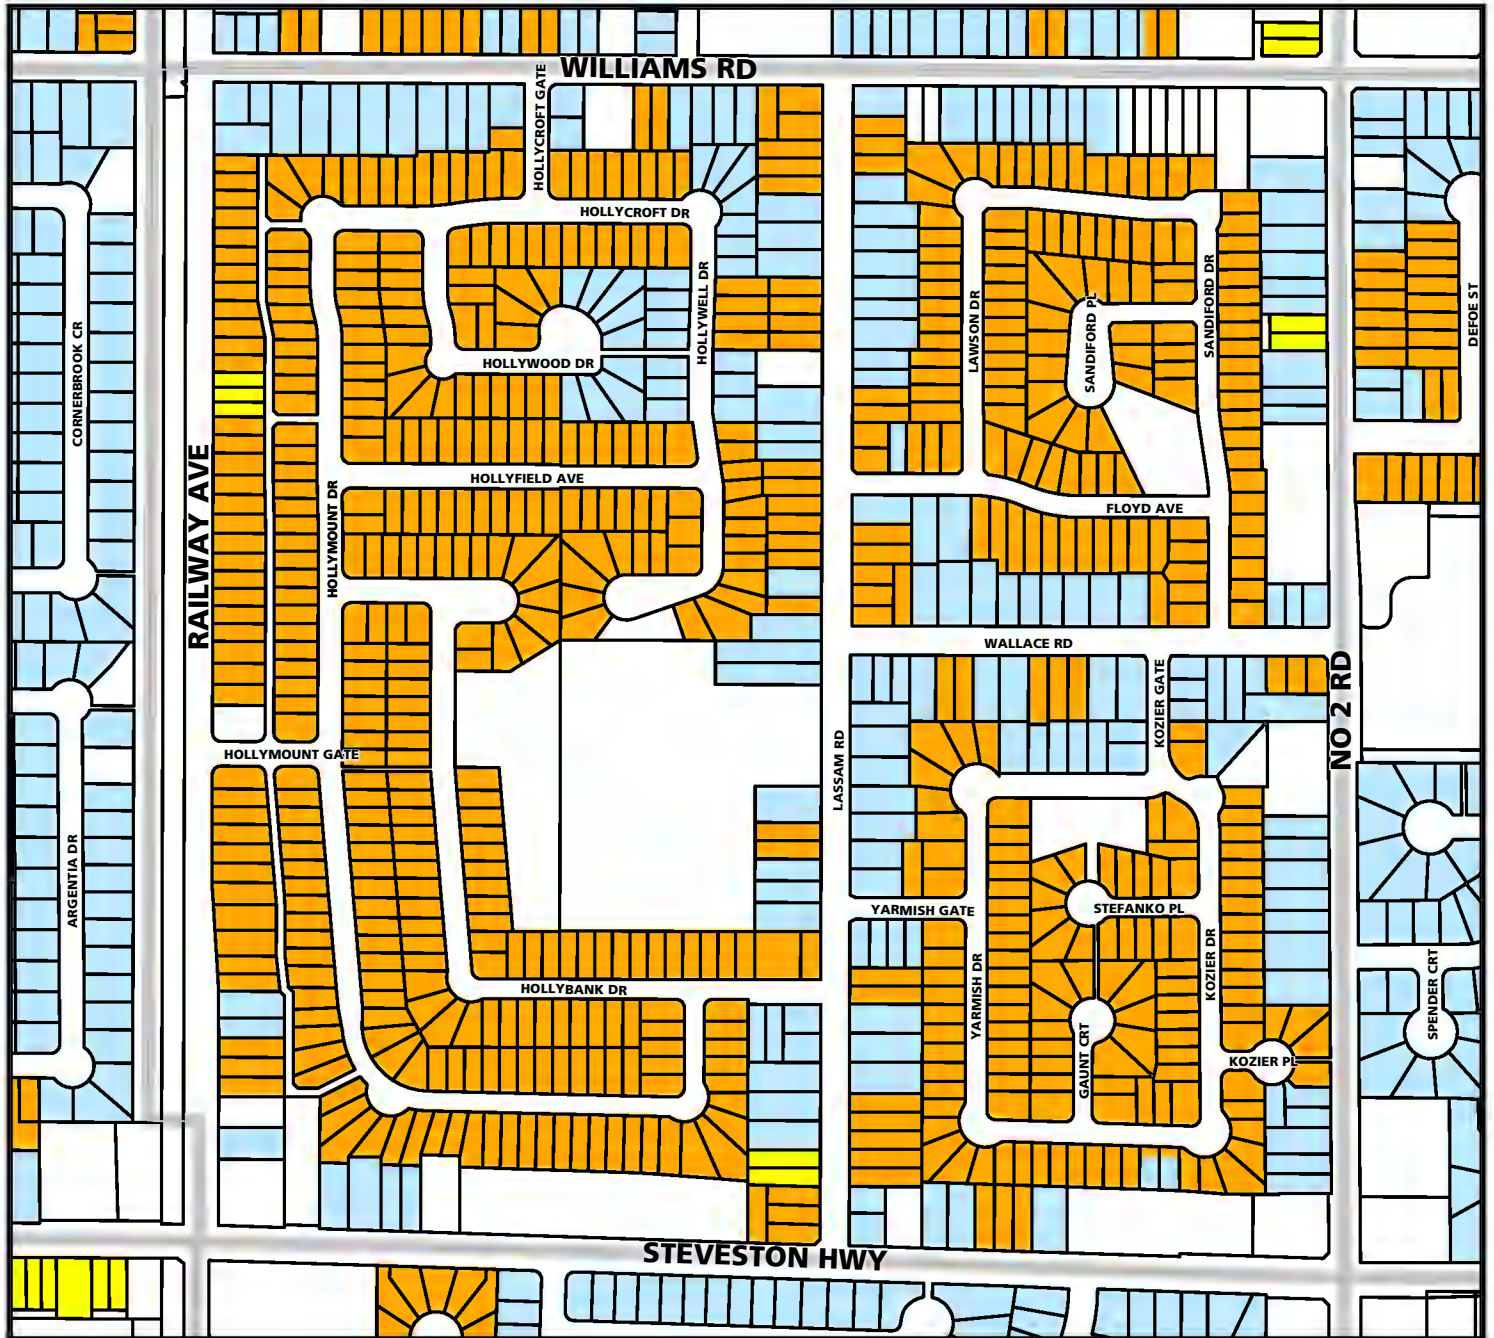 WILLIAMS RD
HOLLYCROFT GATE
HOLLYCROFT DR
HOLLYWELL DR
SANDIFORD DR
LAWSON DR
SANDIFORD PL
DEFOE ST
CORNERBROOK CR
HOLLYWOOD DR
RAILWAY AVE
HOLLYFIELD AVE
HOLLYMOUNT DR
FLOYD AVE
WALLACE RD
KOZIER GATE
NO 2 RD
HOLLYMOUNT GATE
LASSAM RD
ARGENTIA DR
YARMISH GATE
STEFANKO PL
KOZIER DR
YARMISH DR
SPENDER CRT
HOLLYBANK DR
GAUNT CRT
KOZIER PL
STEVESTON HWY